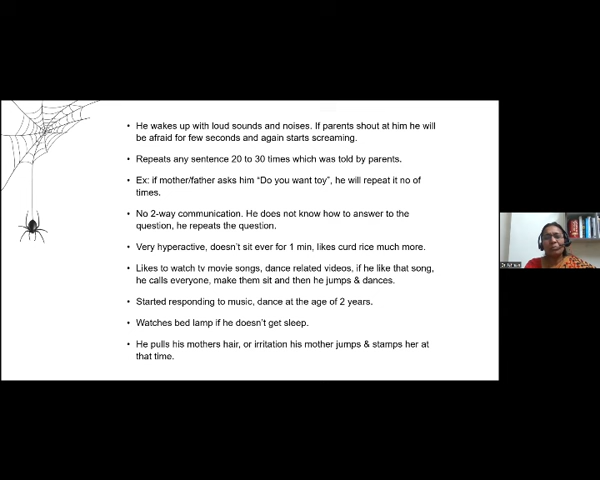 • He wakes up with loud sounds and noises. If parents shout at him he will
be afraid for few seconds and again starts screaming.
• Repeats any sentence 20 to 30 times which was told by parents.
• Ex: if mother/father asks him “Do you want toy”, he will repeat it no of
times.
• No 2-way communication. He does not know how to answer to the
question, he repeats the question.
• Very hyperactive, doesn’t sit ever for 1 min, likes curd rice much more.
• Likes to watch tv movie songs, dance related videos, if he like that song,
he calls everyone, make them sit and then he jumps & dances.
• Started responding to music, dance at the age of 2 years.
• Watches bed lamp if he doesn’t get sleep.
• He pulls his mothers hair, or irritation his mother jumps & stamps her at
that time.